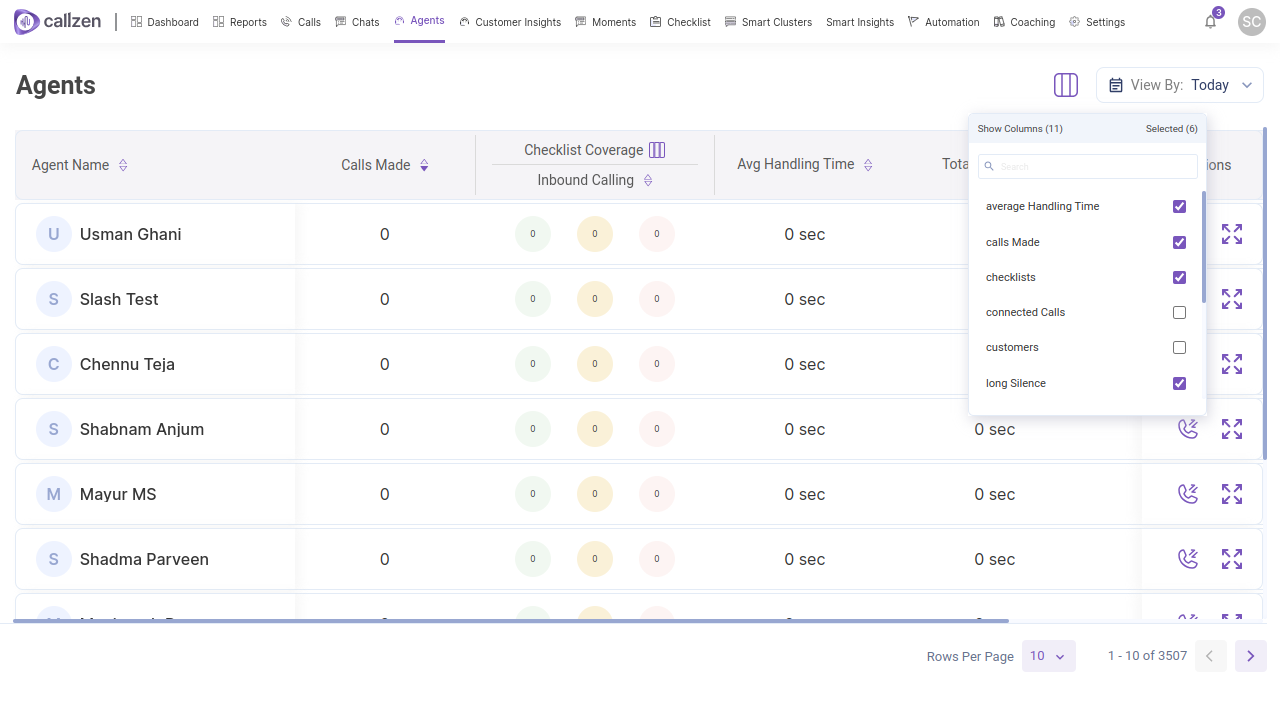 callzen
Dashboard
Reports
Calls
Chats
Agents
Customer Insights
Moments
Checklist
Smart Clusters
Smart Insights
Automation
Coaching
Settings
3
SC
Agents
View By: Today
Show Columns (11) Selected (6)
Search
average Handling Time
calls Made
checklists
connected Calls
customers
long Silence
Agent Name
Calls Made
Checklist Coverage
Inbound Calling
Avg Handling Time
Tota
ions
U Usman Ghani 0 0 0 0 0 sec
S Slash Test 0 0 0 0 0 sec
C Chennu Teja 0 0 0 0 0 sec
S Shabnam Anjum 0 0 0 0 0 sec 0 sec
M Mayur MS 0 0 0 0 0 sec 0 sec
S Shadma Parveen 0 0 0 0 0 sec 0 sec
Rows Per Page 10 1 - 10 of 3507